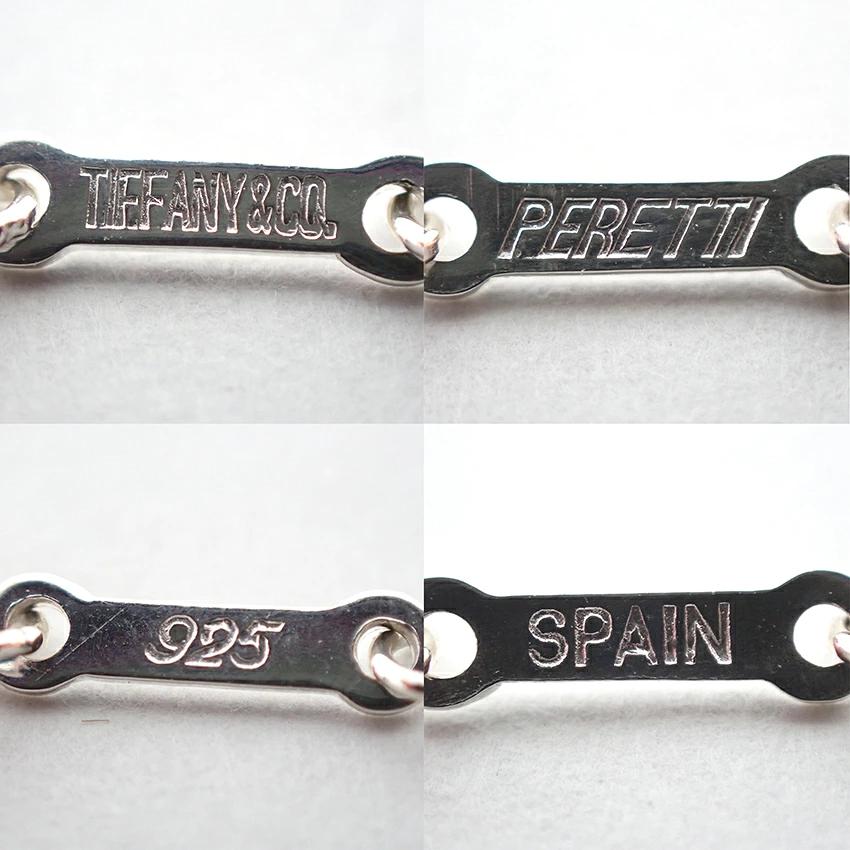 TIFFANY&CO.
PERETTI
925
SPAIN